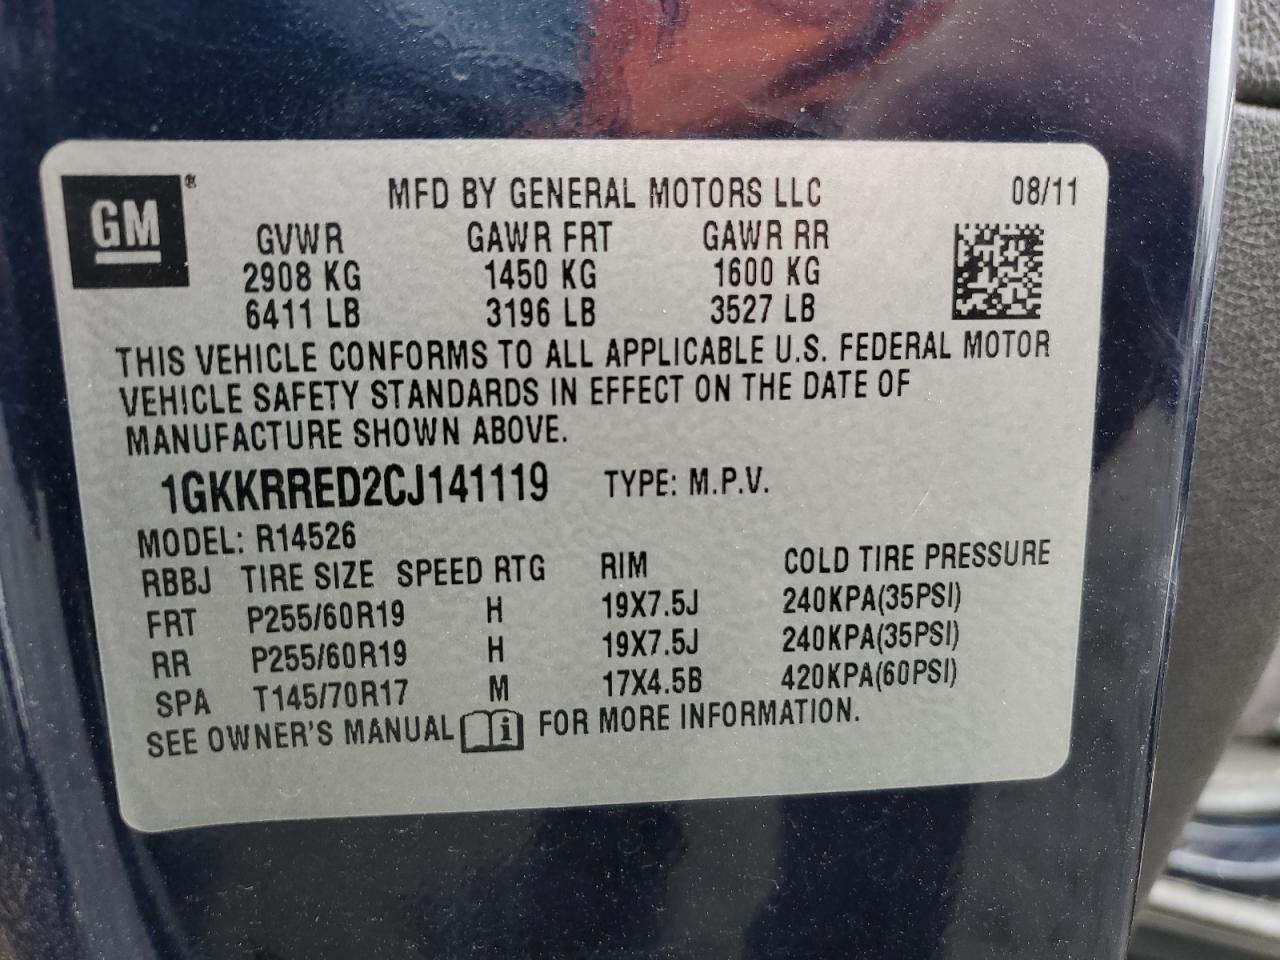 GM ®
MFD BY GENERAL MOTORS LLC 08/11
GVWR GAWR FRT GAWR RR
2908 KG 1450 KG 1600 KG
6411 LB 3196 LB 3527 LB
THIS VEHICLE CONFORMS TO ALL APPLICABLE U.S. FEDERAL MOTOR
VEHICLE SAFETY STANDARDS IN EFFECT ON THE DATE OF
MANUFACTURE SHOWN ABOVE.
1GKKRRED2CJ141119 TYPE: M.P.V.
MODEL: R14526
RBBJ TIRE SIZE SPEED RTG RIM COLD TIRE PRESSURE
FRT P255/60R19 H 19X7.5J 240KPA(35PSI)
RR P255/60R19 H 19X7.5J 240KPA(35PSI)
SPA T145/70R17 M 17X4.5B 420KPA(60PSI)
SEE OWNER'S MANUAL i FOR MORE INFORMATION.